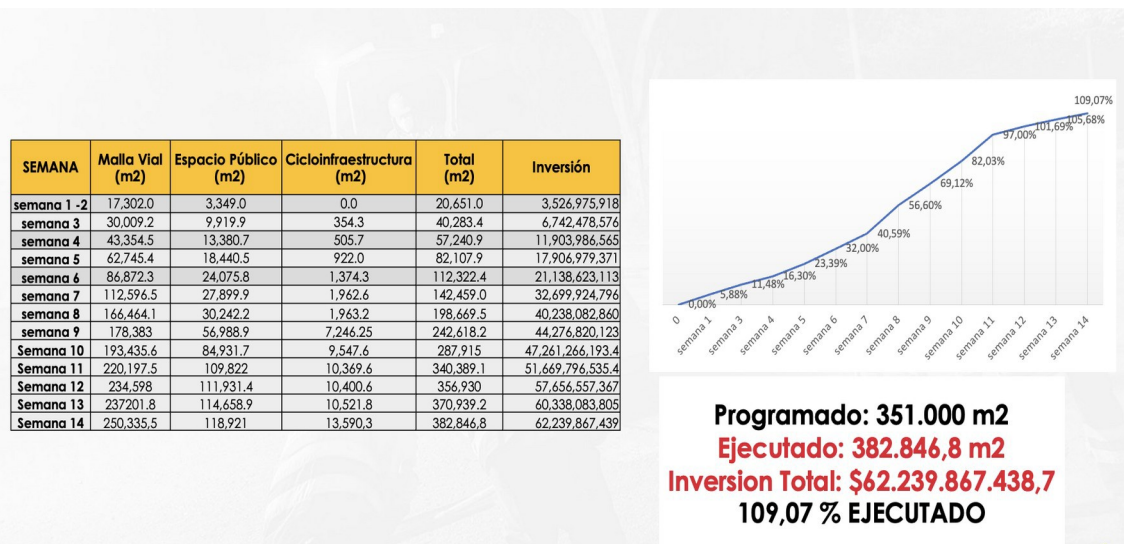 SEMANA Malla Vial (m2) Espacio Público (m2) Cicloinfraestructura (m2) Total (m2) Inversión
semana 1 -2 17,302.0 3,349.0 0.0 20,651.0 3,526,975,918
semana 3 30,009.2 9,919.9 354.3 40,283.4 6,742,478,576
semana 4 43,354.5 13,380.7 505.7 57,240.9 11,903,986,565
semana 5 62,745.4 18,440.5 922.0 82,107.9 17,906,979,371
semana 6 86,872.3 24,075.8 1,374.3 112,322.4 21,138,623,113
semana 7 112,596.5 27,899.9 1,962.6 142,459.0 32,699,924,796
semana 8 166,464.1 30,242.2 1,963.2 198,669.5 40,238,082,860
semana 9 178,383 56,988.9 7,246.25 242,618.2 44,276,820,123
Semana 10 193,435.6 84,931.7 9,547.6 287,915 47,261,266,193.4
Semana 11 220,197.5 109,822 10,369.6 340,389.1 51,669,796,535.4
Semana 12 234,598 111,931.4 10,400.6 356,930 57,656,557,367
Semana 13 237201.8 114,658.9 10,521.8 370,939.2 60,338,083,805
Semana 14 250,335,5 118,921 13,590,3 382,846,8 62,239,867,439
109,07%
105,68%
101,69%
97,00%
82,03%
69,12%
56,60%
40,59%
32,00%
23,39%
16,30%
11,48%
5,88%
0,00%
0
semana 1
semana 3
semana 4
semana 5
semana 6
semana 7
semana 8
semana 9
semana 10
semana 11
semana 12
semana 13
semana 14
Programado: 351.000 m2
Ejecutado: 382.846,8 m2
Inversion Total: $62.239.867.438,7
109,07 % EJECUTADO